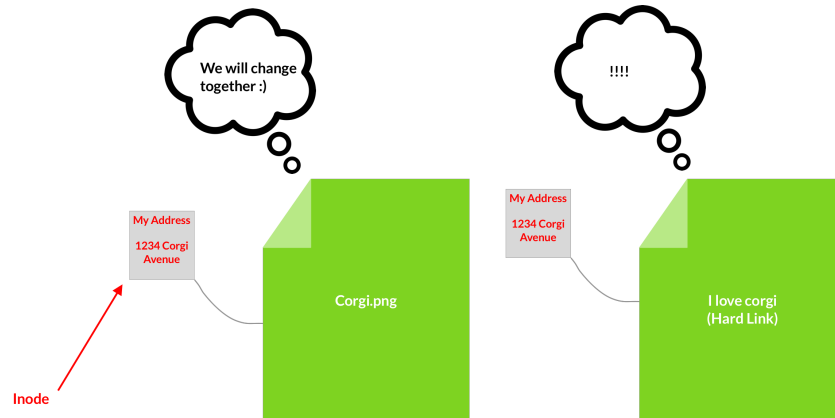 We will change
together :)
!!!!
My Address
1234 Corgi
Avenue
My Address
1234 Corgi
Avenue
Corgi.png
I love corgi
(Hard Link)
Inode